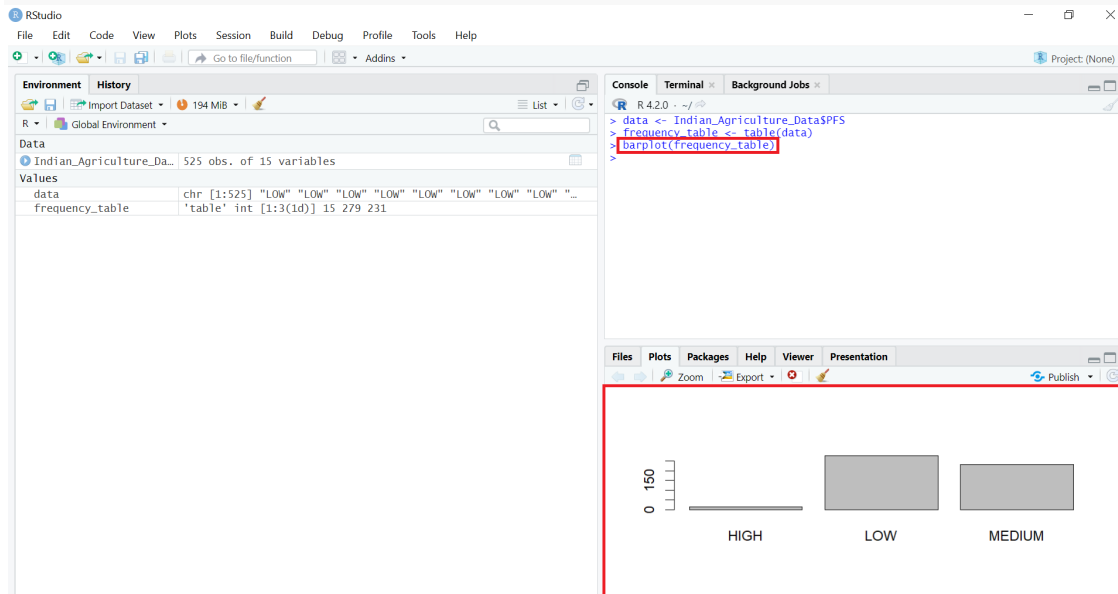 RStudio
File Edit Code View Plots Session Build Debug Profile Tools Help
Go to file/function Addins Project: (None)
Environment History
Import Dataset 194 MiB List
R Global Environment
Data
Indian_Agriculture_Da… 525 obs. of 15 variables
Values
data chr [1:525] "LOW" "LOW" "LOW" "LOW" "LOW" "LOW" "LOW" "LOW" "…
frequency_table 'table' int [1:3(1d)] 15 279 231
Console Terminal Background Jobs
R 4.2.0 · ~/
> data <- Indian_Agriculture_Data$PFS
> frequency_table <- table(data)
> barplot(frequency_table)
>
Files Plots Packages Help Viewer Presentation
Zoom Export Publish
150
0
HIGH LOW MEDIUM